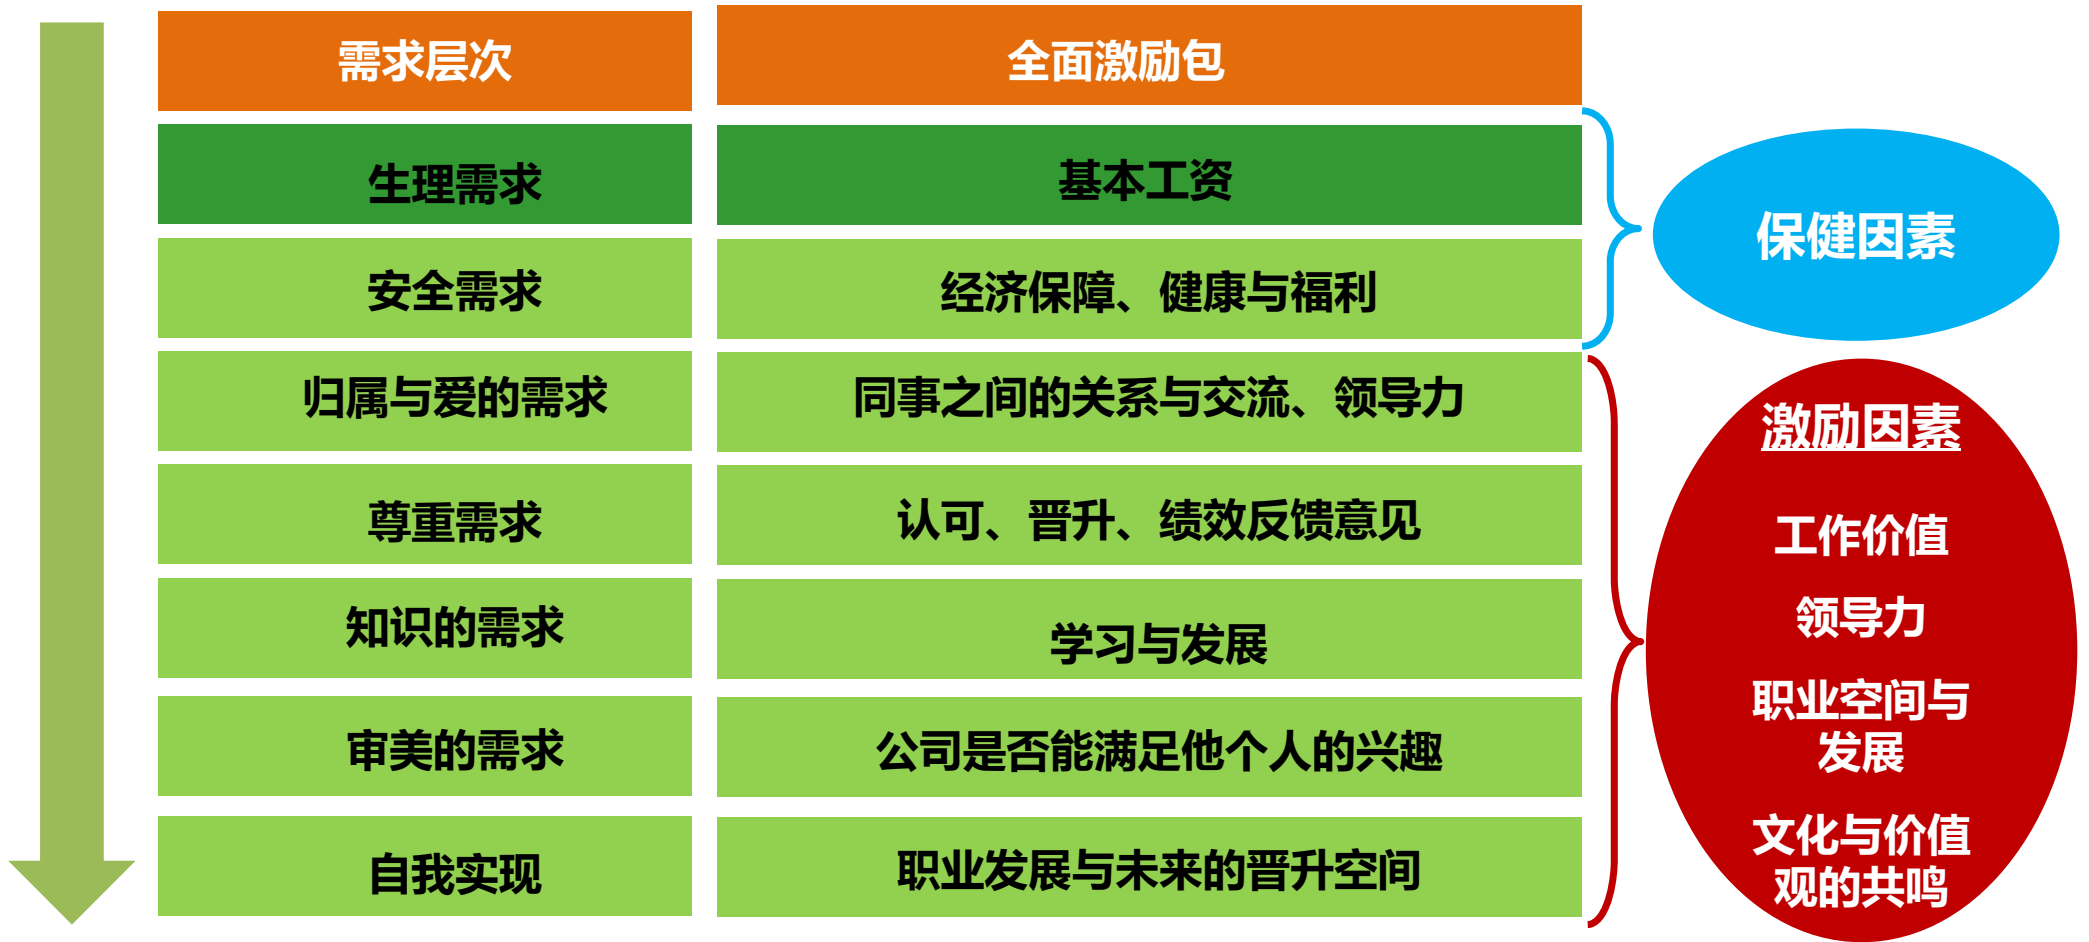 需求层次
全面激励包
生理需求
基本工资
安全需求
经济保障、健康与福利
归属与爱的需求
同事之间的关系与交流、领导力
尊重需求
认可、晋升、绩效反馈意见
知识的需求
学习与发展
审美的需求
公司是否能满足他个人的兴趣
自我实现
职业发展与未来的晋升空间
保健因素
激励因素
工作价值
领导力
职业空间与
发展
文化与价值
观的共鸣